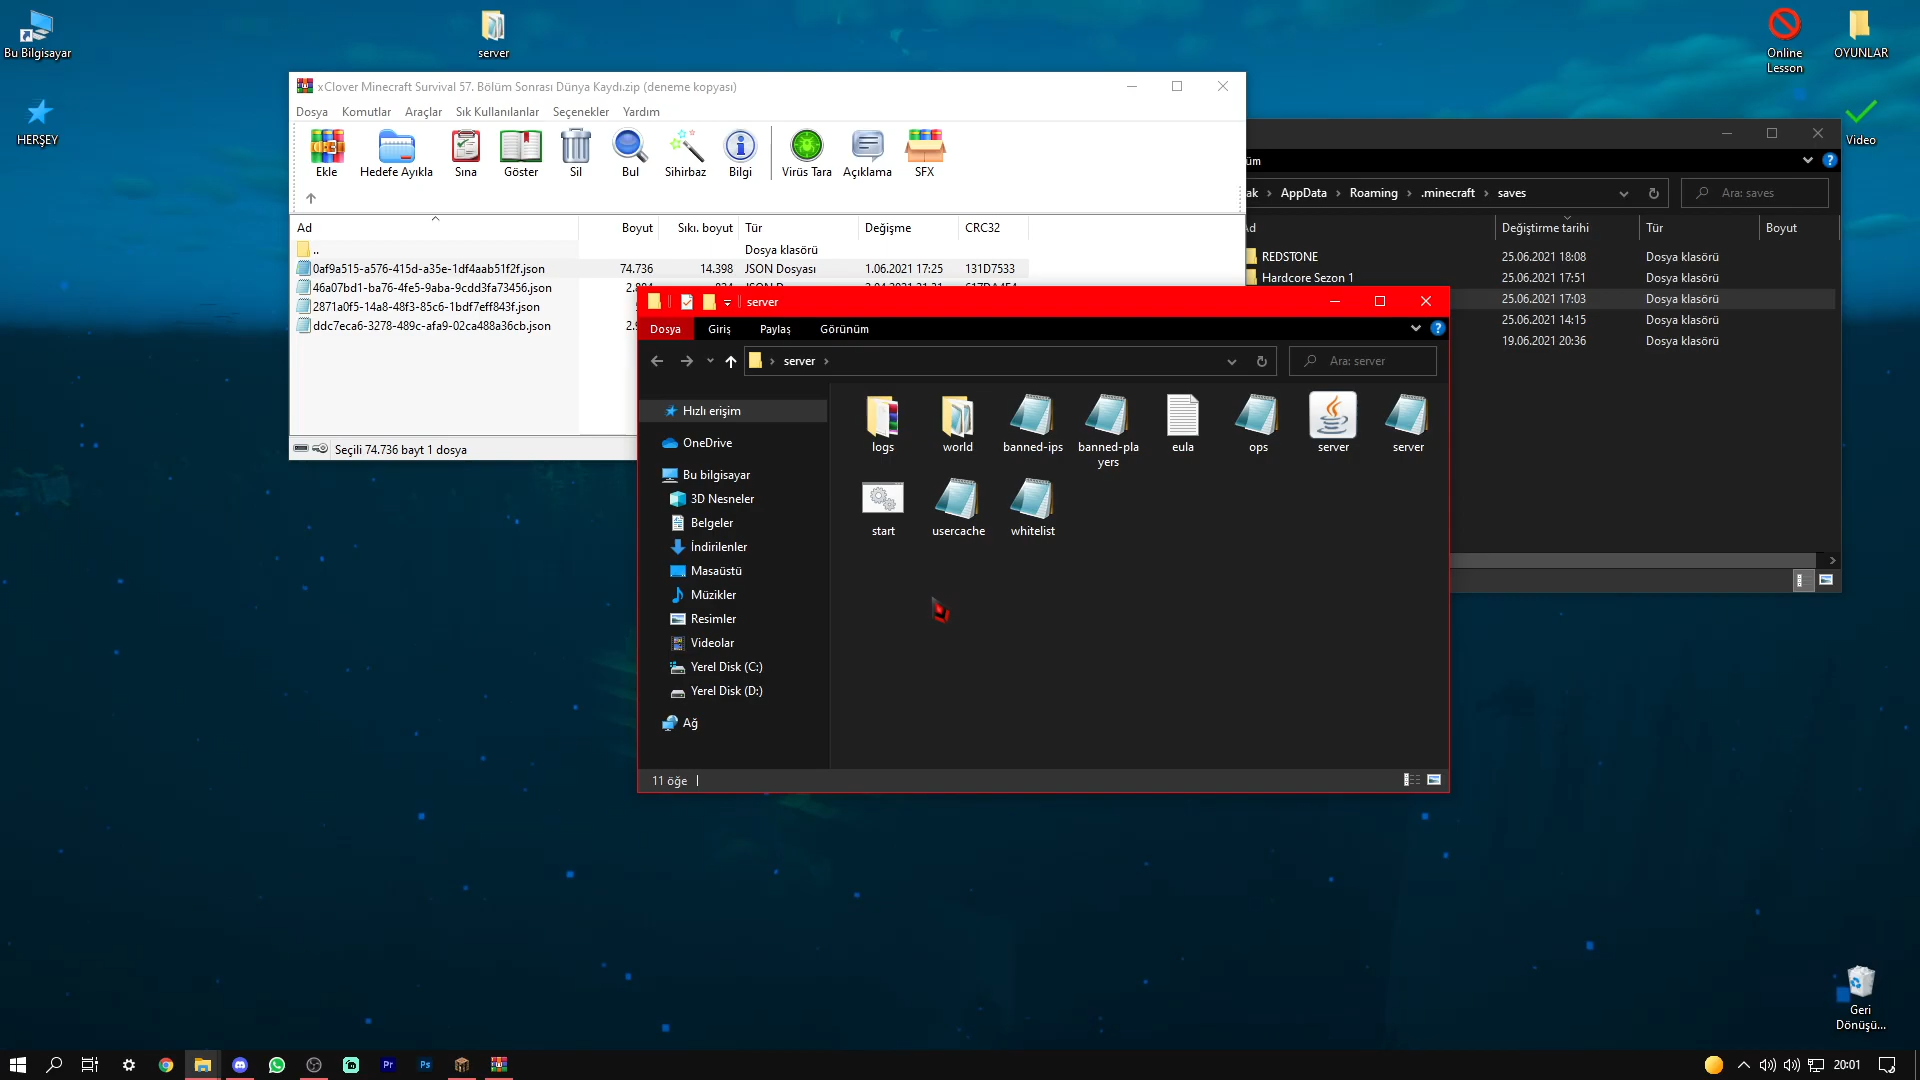 Bu Bilgisayar
HERŞEY
server
Online
Lesson
OYUNLAR
Video
Geri
Dönüşü...
xClover Minecraft Survival 57. Bölüm Sonrası Dünya Kaydı.zip (deneme kopyası)
Dosya Komutlar Araçlar Sık Kullanılanlar Seçenekler Yardım
Ekle Hedefe Ayıkla Sına Göster Sil Bul Sihirbaz Bilgi Virüs Tara Açıklama SFX
Ad Boyut Sıkı. boyut Tür Değişme CRC32
.. Dosya klasörü
0af9a515-a576-415d-a35e-1df4aab51f2f.json 74.736 14.398 JSON Dosyası 1.06.2021 17:25 131D7533
46a07bd1-ba76-4fe5-9aba-9cdd3fa73456.json
2871a0f5-14a8-48f3-85c6-1bdf7eff843f.json
ddc7eca6-3278-489c-afa9-02ca488a36cb.json
Seçili 74.736 bayt 1 dosya
üm
ak › AppData › Roaming › .minecraft › saves
Ara: saves
Ad Değiştirme tarihi Tür Boyut
REDSTONE 25.06.2021 18:08 Dosya klasörü
Hardcore Sezon 1 25.06.2021 17:51 Dosya klasörü
25.06.2021 17:03 Dosya klasörü
25.06.2021 14:15 Dosya klasörü
19.06.2021 20:36 Dosya klasörü
server
Dosya Giriş Paylaş Görünüm
server ›
Ara: server
Hızlı erişim
OneDrive
Bu bilgisayar
3D Nesneler
Belgeler
İndirilenler
Masaüstü
Müzikler
Resimler
Videolar
Yerel Disk (C:)
Yerel Disk (D:)
Ağ
logs world banned-ips banned-pla
yers eula ops server server
start usercache whitelist
11 öğe
Pr Ps
20:01